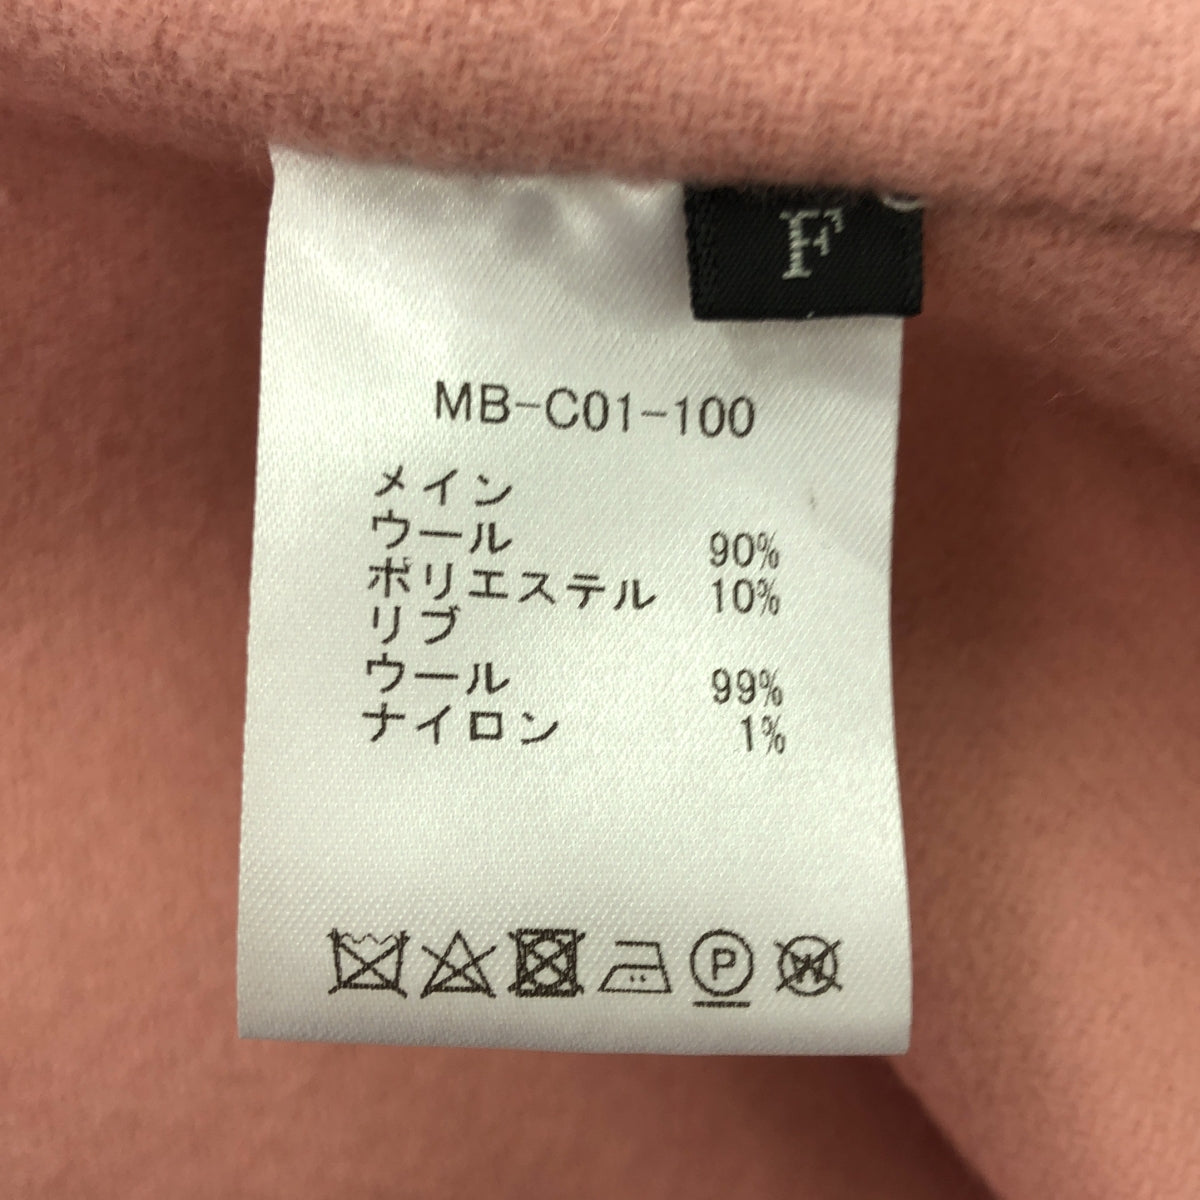 MB-C01-100
メイン
ウール 90%
ポリエステル 10%
リブ
ウール 99%
ナイロン 1%
P W